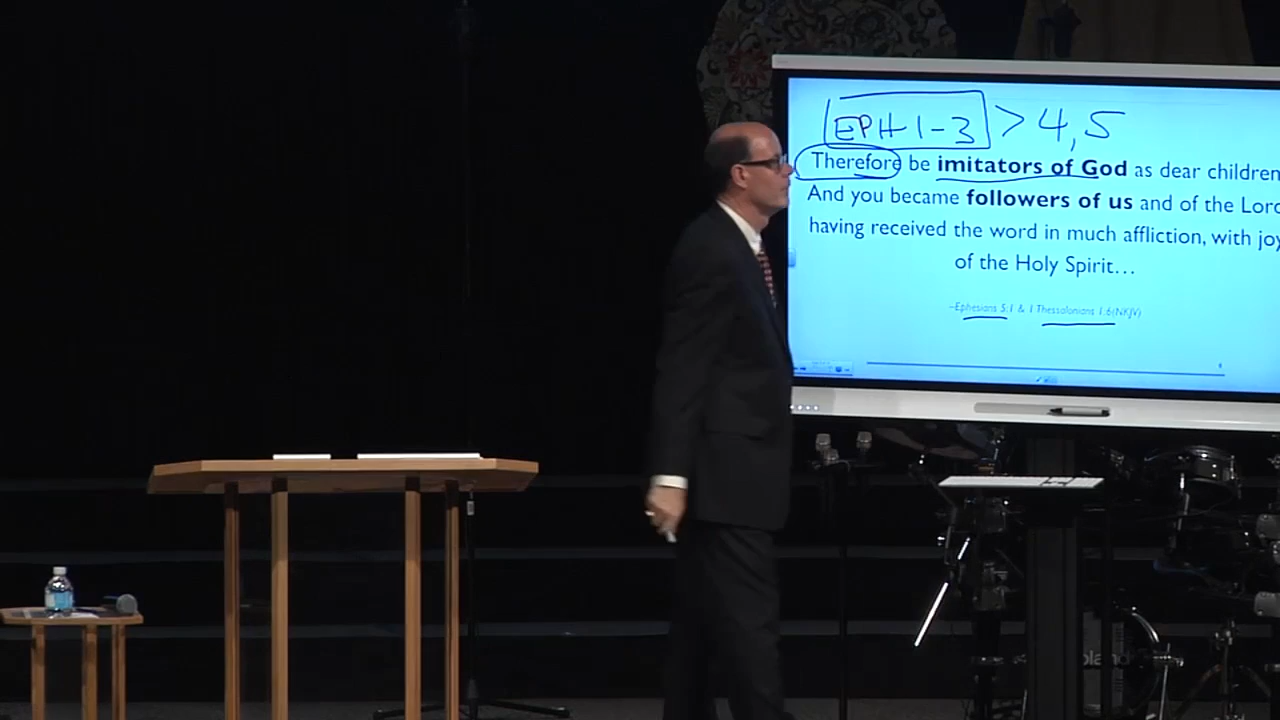 EPH 1-3 > 4,5
Therefore be imitators of God as dear children
And you became followers of us and of the Lord
having received the word in much affliction, with joy
of the Holy Spirit…
–Ephesians 5:1 & 1 Thessalonians 1:6(NKJV)
oland